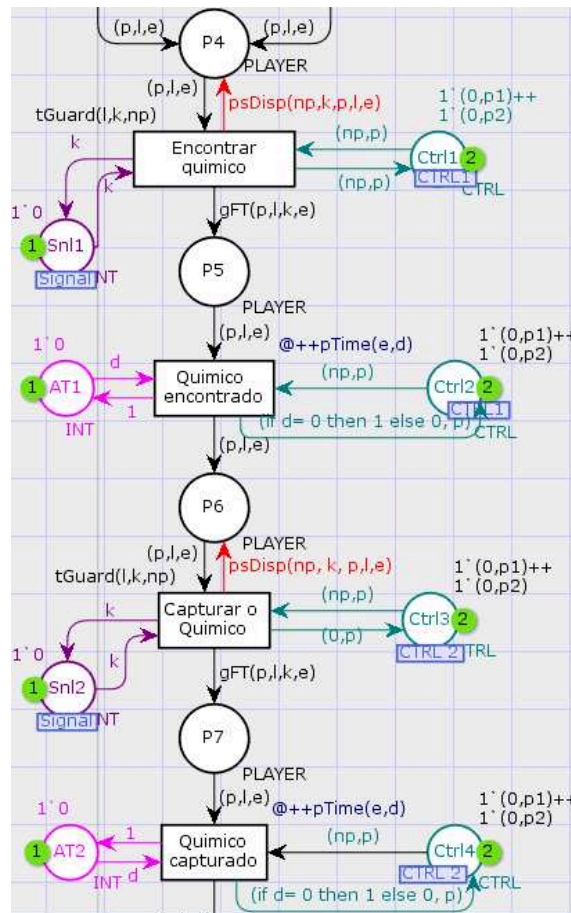 (p,l,e) (p,l,e)
P4
PLAYER
(p,l,e)
psDisp(np,k,p,l,e)
1`(0,p1)++
1`(0,p2)
tGuard(l,k,np)
k
Encontrar
quimico
(np,p)
Ctrl1
2
CTRL1
CTRL
(np,p)
k
1`0
1
Snl1
Signal
NT
gFT(p,l,k,e)
P5
PLAYER
(p,l,e)
@++pTime(e,d)
1`(0,p1)++
1`(0,p2)
1`0
1
AT1
INT
d
1
Quimico
encontrado
(np,p)
Ctrl2
2
CTRL1
CTRL
(if d= 0 then 1 else 0, p)
(p,l,e)
P6
PLAYER
(p,l,e)
psDisp(np, k, p,l,e)
1`(0,p1)++
1`(0,p2)
tGuard(l,k,np)
k
Capturar o
Quimico
(np,p)
Ctrl3
2
CTRL 2
TRL
(0,p)
k
1`0
1
Snl2
Signal
NT
gFT(p,l,k,e)
P7
PLAYER
(p,l,e)
@++pTime(e,d)
1`(0,p1)++
1`(0,p2)
1`0
1
AT2
INT
1
d
Quimico
capturado
(np,p)
Ctrl4
2
CTRL 2
CTRL
(if d= 0 then 1 else 0, p)